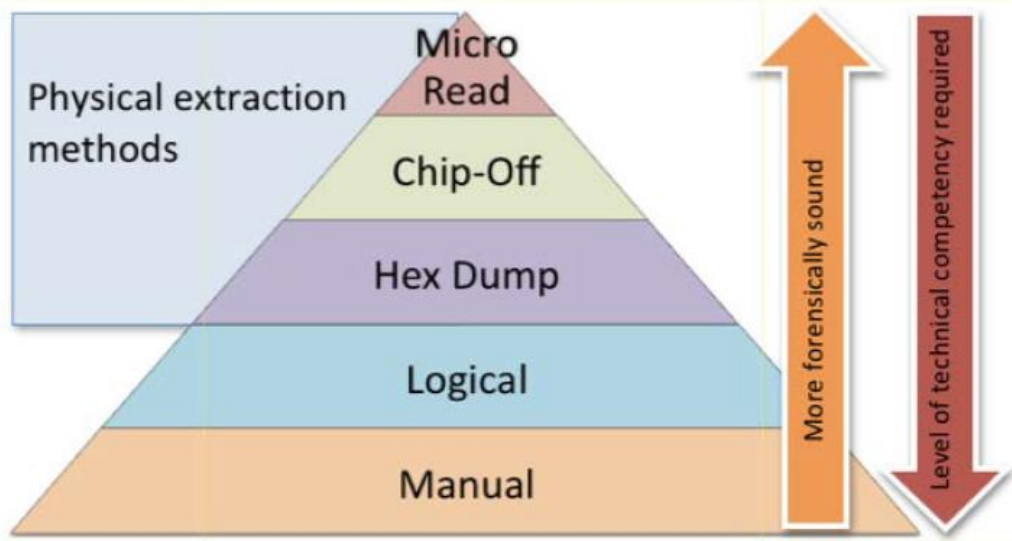 Physical extraction
methods
Micro
Read
Chip-Off
Hex Dump
Logical
Manual
More forensically sound
Level of technical competency required